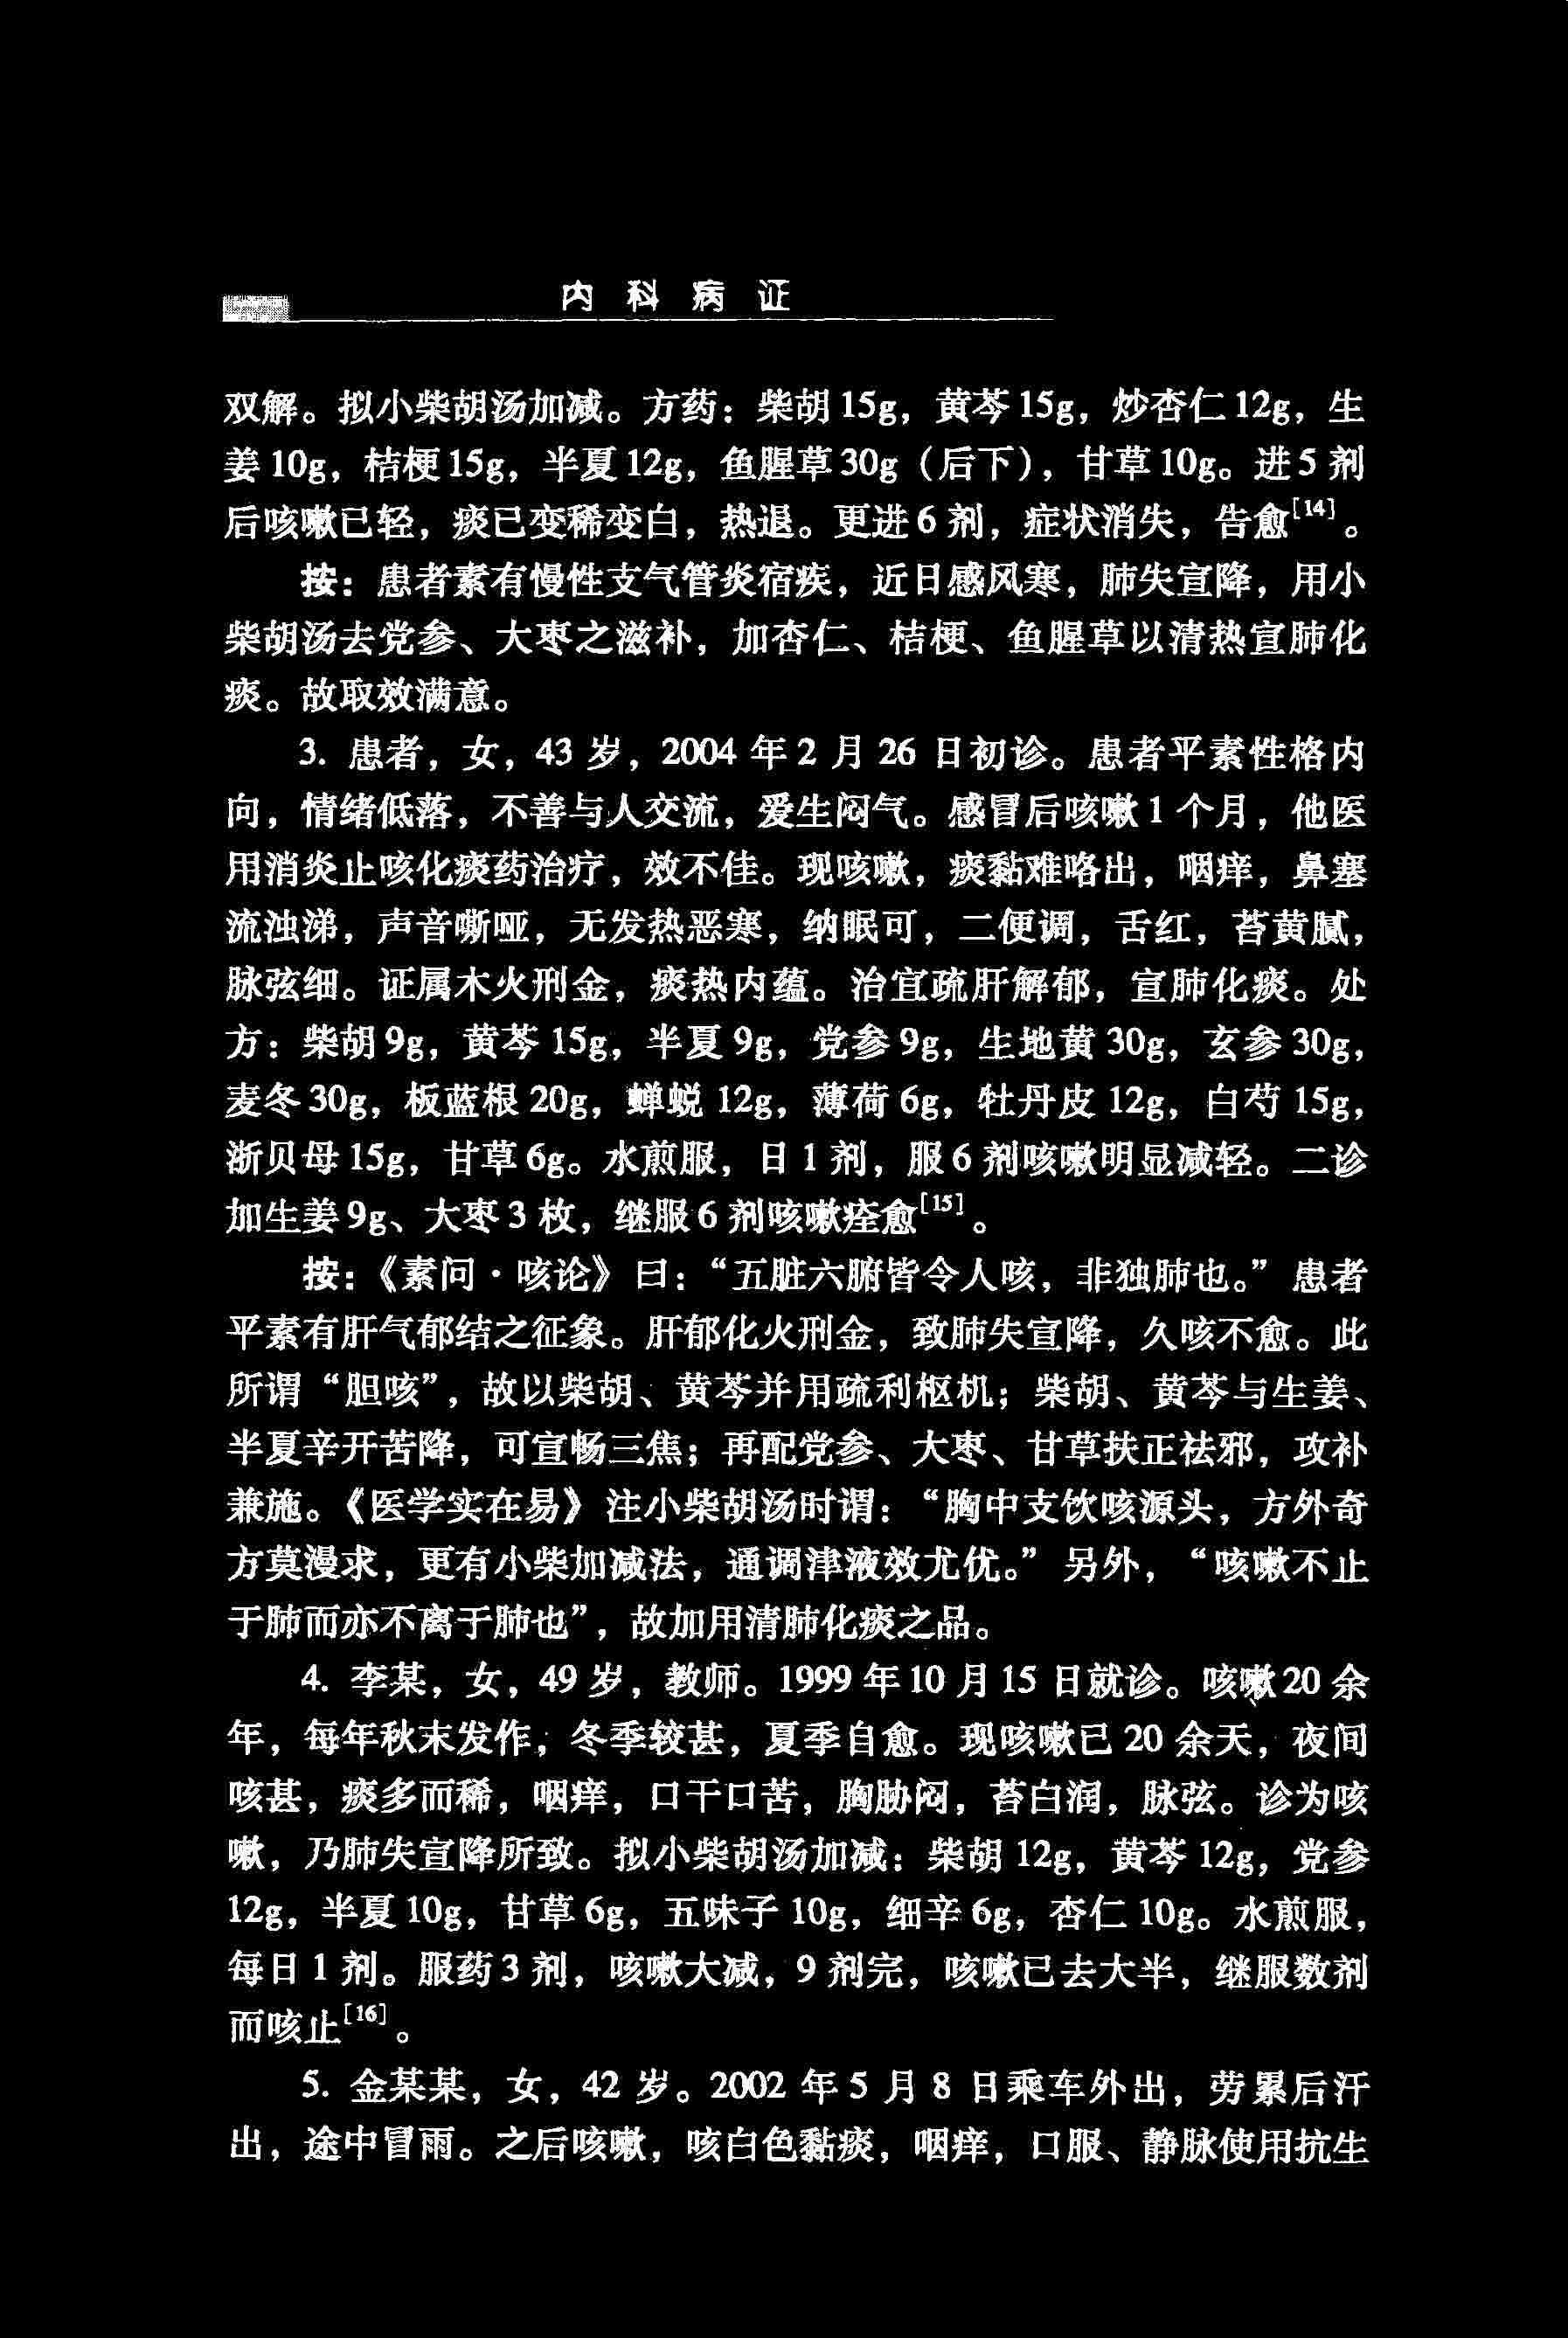 内科病证
双解。拟小柴胡汤加减。方药：柴胡15g，黄芩15g，炒杏仁12g，生
姜10g，桔梗15g，半夏12g，鱼腥草30g（后下），甘草10g。进5剂
后咳嗽已轻，痰已变稀变白，热退。更进6剂，症状消失，告愈[14]。
按：患者素有慢性支气管炎宿疾，近日感风寒，肺失宣降，用小
柴胡汤去党参、大枣之滋补，加杏仁、桔梗、鱼腥草以清热宣肺化
痰。故取效满意。
3. 患者，女，43岁，2004年2月26日初诊。患者平素性格内
向，情绪低落，不善与人交流，爱生闷气。感冒后咳嗽1个月，他医
用消炎止咳化痰药治疗，效不佳。现咳嗽，痰黏难咯出，咽痒，鼻塞
流浊涕，声音嘶哑，无发热恶寒，纳眠可，二便调，舌红，苔黄腻，
脉弦细。证属木火刑金，痰热内蕴。治宜疏肝解郁，宣肺化痰。处
方：柴胡9g，黄芩15g，半夏9g，党参9g，生地黄30g，玄参30g，
麦冬30g，板蓝根20g，蝉蜕12g，薄荷6g，牡丹皮12g，白芍15g，
浙贝母15g，甘草6g。水煎服，日1剂，服6剂咳嗽明显减轻。二诊
加生姜9g、大枣3枚，继服6剂咳嗽痊愈[15]。
按：《素问·咳论》曰：“五脏六腑皆令人咳，非独肺也。”患者
平素有肝气郁结之征象。肝郁化火刑金，致肺失宣降，久咳不愈。此
所谓“胆咳”，故以柴胡、黄芩并用疏利枢机；柴胡、黄芩与生姜、
半夏辛开苦降，可宣畅三焦；再配党参、大枣、甘草扶正祛邪，攻补
兼施。《医学实在易》注小柴胡汤时谓：“胸中支饮咳源头，方外奇
方莫漫求，更有小柴加减法，通调津液效尤优。”另外，“咳嗽不止
于肺而亦不离于肺也”，故加用清肺化痰之品。
4. 李某，女，49岁，教师。1999年10月15日就诊。咳嗽20余
年，每年秋末发作，冬季较甚，夏季自愈。现咳嗽已20余天，夜间
咳甚，痰多而稀，咽痒，口干口苦，胸胁闷，苔白润，脉弦。诊为咳
嗽，乃肺失宣降所致。拟小柴胡汤加减：柴胡12g，黄芩12g，党参
12g，半夏10g，甘草6g，五味子10g，细辛6g，杏仁10g。水煎服，
每日1剂。服药3剂，咳嗽大减，9剂完，咳嗽已去大半，继服数剂
而咳止[16]。
5. 金某某，女，42岁。2002年5月8日乘车外出，劳累后汗
出，途中冒雨。之后咳嗽，咳白色黏痰，咽痒，口服、静脉使用抗生